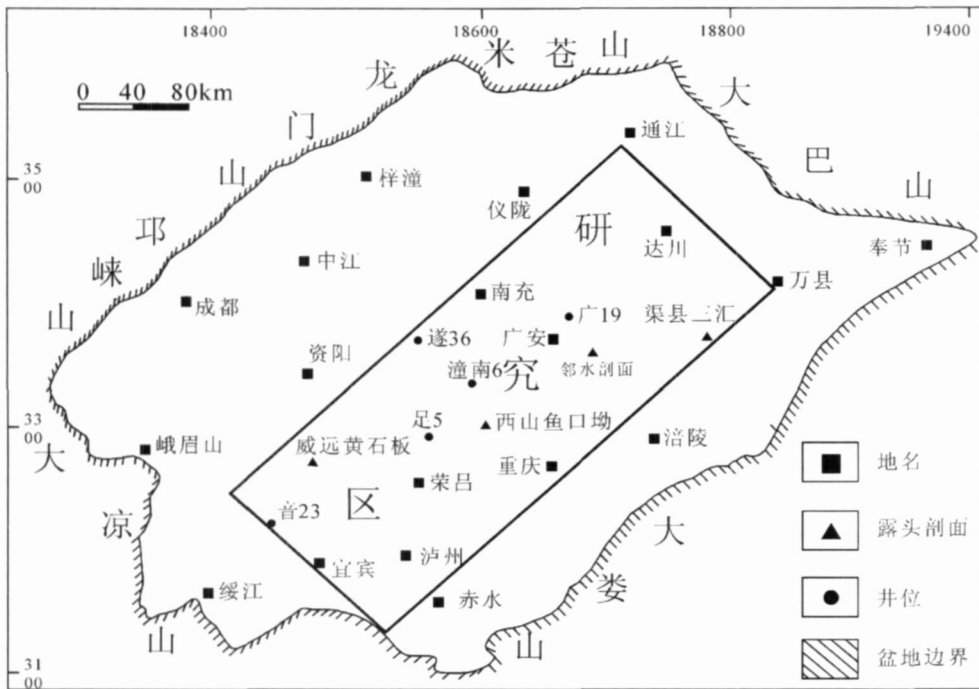 18400 18600 18800 19400
0 40 80km
35
00
33
00
31
00
米苍山
龙门山
邛崃山
大巴山
大凉山
大娄山
研究区
通江
梓潼
仪陇
达川
奉节
中江
万县
成都
南充
广19
渠县三汇
遂36
广安
邻水剖面
资阳
潼南6
足5
西山鱼口坳
峨眉山
威远黄石板
涪陵
重庆
荣吕
音23
泸州
宜宾
绥江
赤水
地名
露头剖面
井位
盆地边界